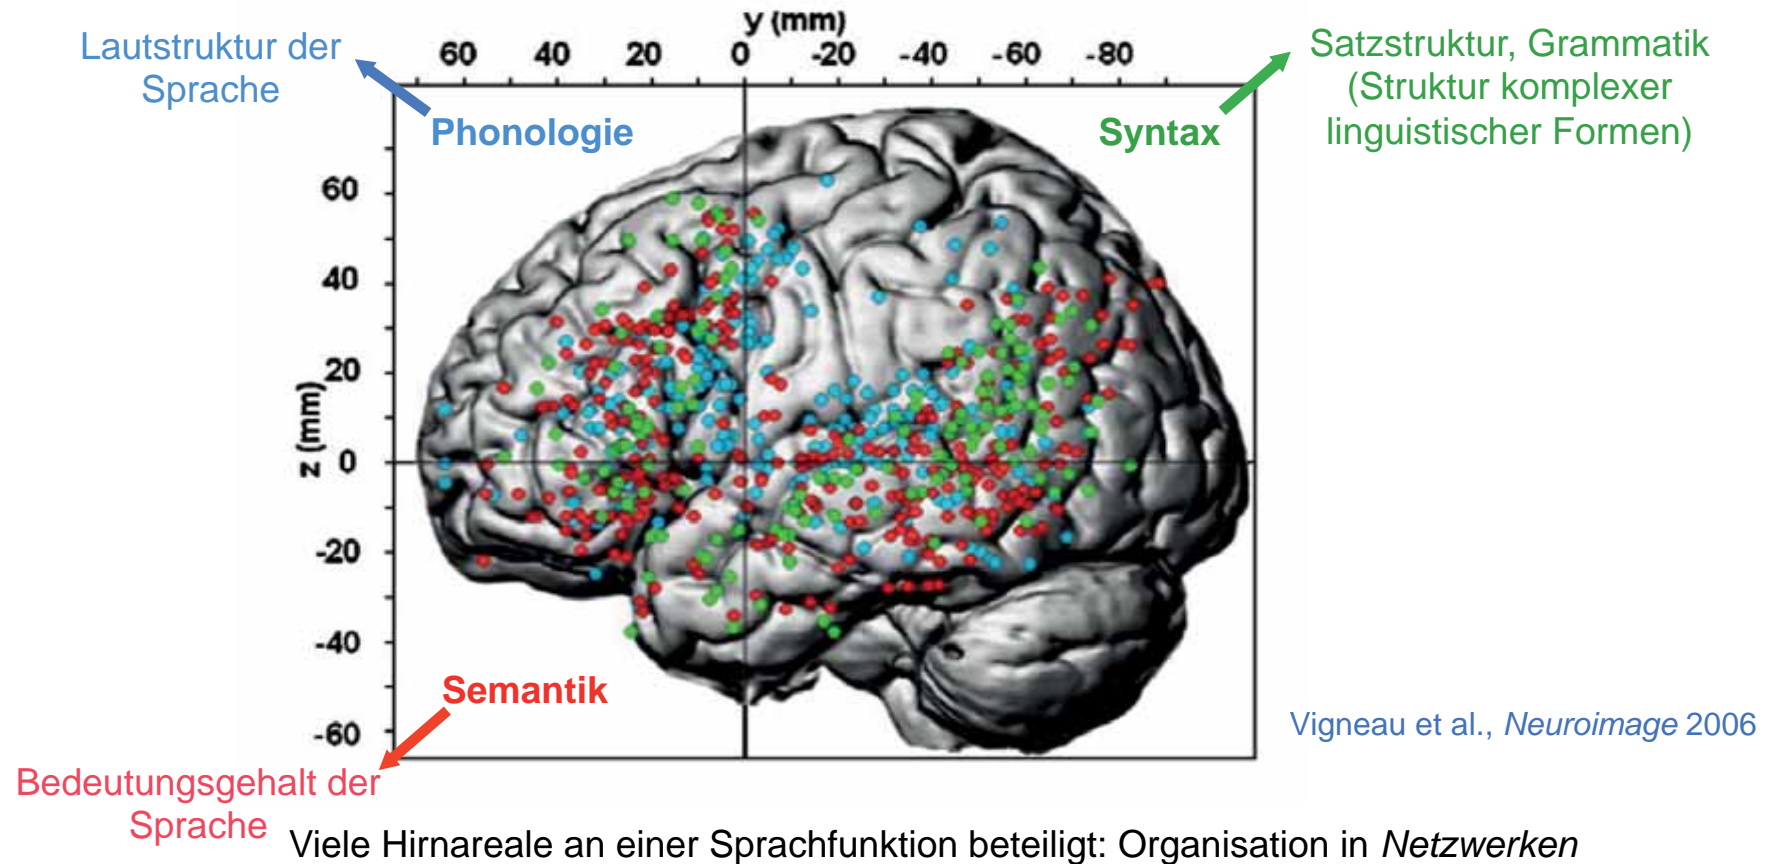 y (mm)
60 40 20 0 -20 -40 -60 -80
Lautstruktur der
Sprache
Phonologie
Syntax
Satzstruktur, Grammatik
(Struktur komplexer
linguistischer Formen)
z (mm)
60
40
20
0
-20
-40
-60
Semantik
Bedeutungsgehalt der
Sprache
Vigneau et al., Neuroimage 2006
Viele Hirnareale an einer Sprachfunktion beteiligt: Organisation in Netzwerken